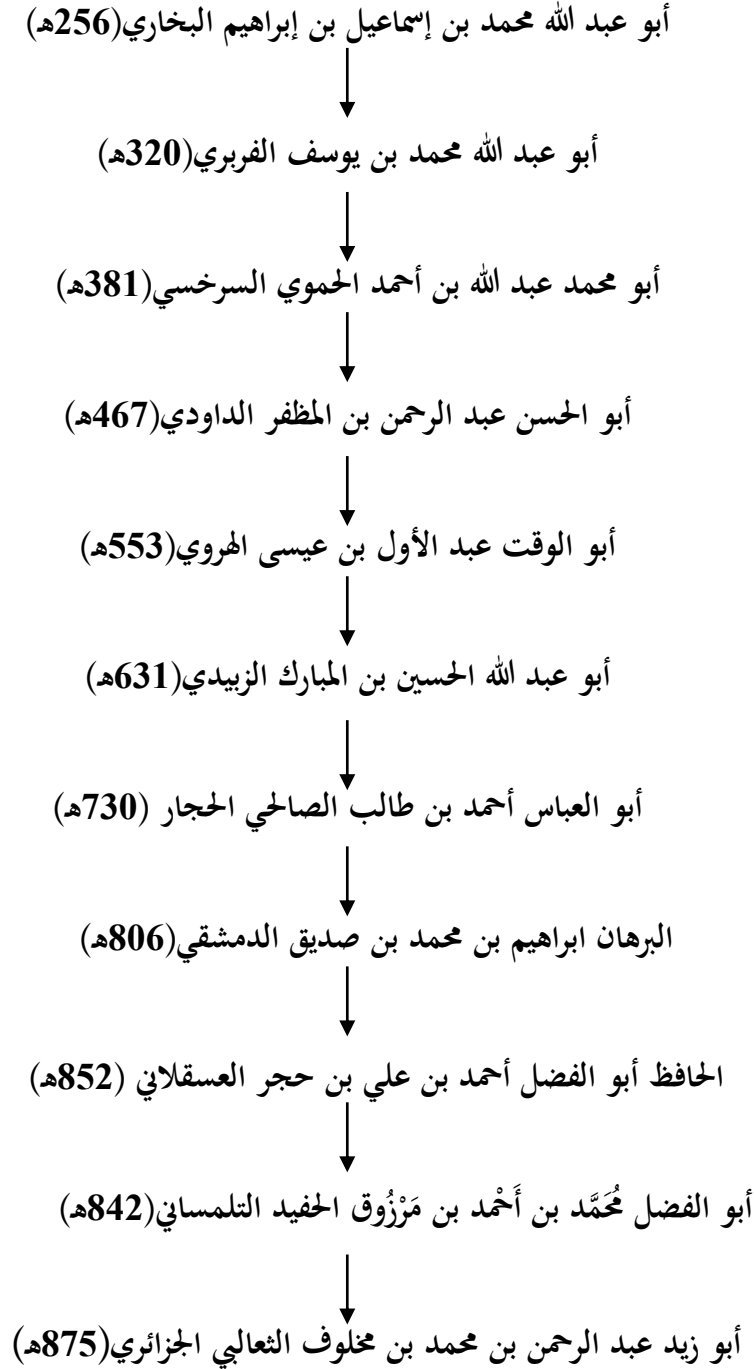 أبو عبد الله محمد بن إسماعيل بن إبراهيم البخاري(256هـ)
أبو عبد الله محمد بن يوسف الفربري(320هـ)
أبو محمد عبد الله بن أحمد الحموي السرخسي(381هـ)
أبو الحسن عبد الرحمن بن المظفر الداودي(467هـ)
أبو الوقت عبد الأول بن عيسى الهروي(553هـ)
أبو عبد الله الحسين بن المبارك الزبيدي(631هـ)
أبو العباس أحمد بن طالب الصالحي الحجار (730هـ)
البرهان ابراهيم بن محمد بن صديق الدمشقي(806هـ)
الحافظ أبو الفضل أحمد بن علي بن حجر العسقلاني (852هـ)
أبو الفضل مُحَمَّد بن أَحْمد بن مَرْزُوق الحفيد التلمساني(842هـ)
أبو زيد عبد الرحمن بن محمد بن مخلوف الثعالبي الجزائري(875هـ)